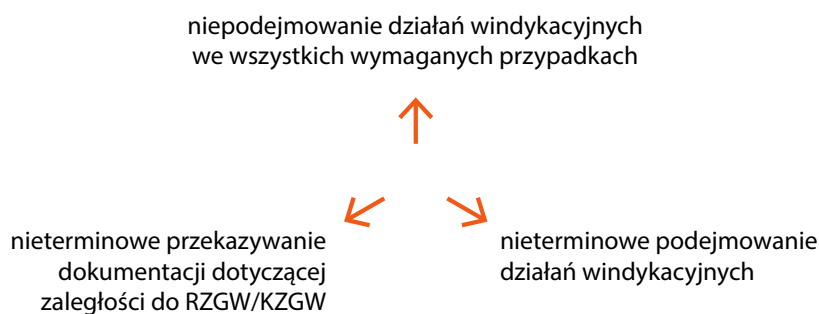 niepodejmowanie działań windykacyjnych
we wszystkich wymaganych przypadkach
nieterminowe przekazywanie
dokumentacji dotyczącej
zaległości do RZGW/KZGW
nieterminowe podejmowanie
działań windykacyjnych